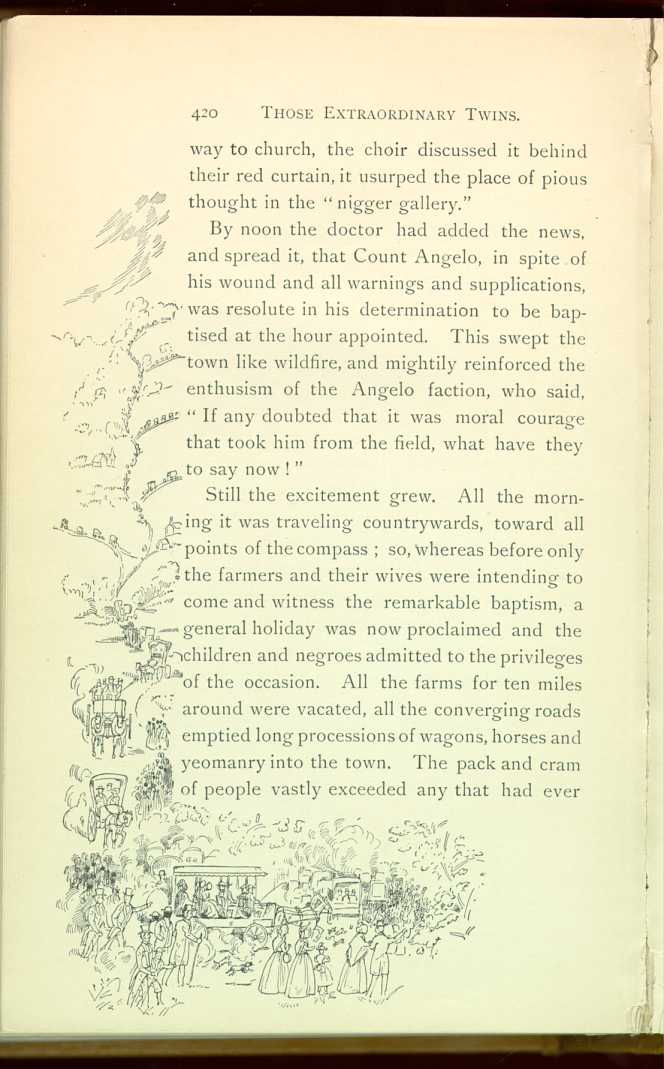 420 THOSE EXTRAORDINARY TWINS.
way to church, the choir discussed it behind
their red curtain, it usurped the place of pious
thought in the “ nigger gallery.”
By noon the doctor had added the news,
and spread it, that Count Angelo, in spite of
his wound and all warnings and supplications,
was resolute in his determination to be bap-
tised at the hour appointed. This swept the
town like wildfire, and mightily reinforced the
enthusism of the Angelo faction, who said,
“ If any doubted that it was moral courage
that took him from the field, what have they
to say now ! ”
Still the excitement grew. All the morn-
ing it was traveling countrywards, toward all
points of the compass ; so, whereas before only
the farmers and their wives were intending to
come and witness the remarkable baptism, a
general holiday was now proclaimed and the
children and negroes admitted to the privileges
of the occasion. All the farms for ten miles
around were vacated, all the converging roads
emptied long processions of wagons, horses and
yeomanry into the town. The pack and cram
of people vastly exceeded any that had ever